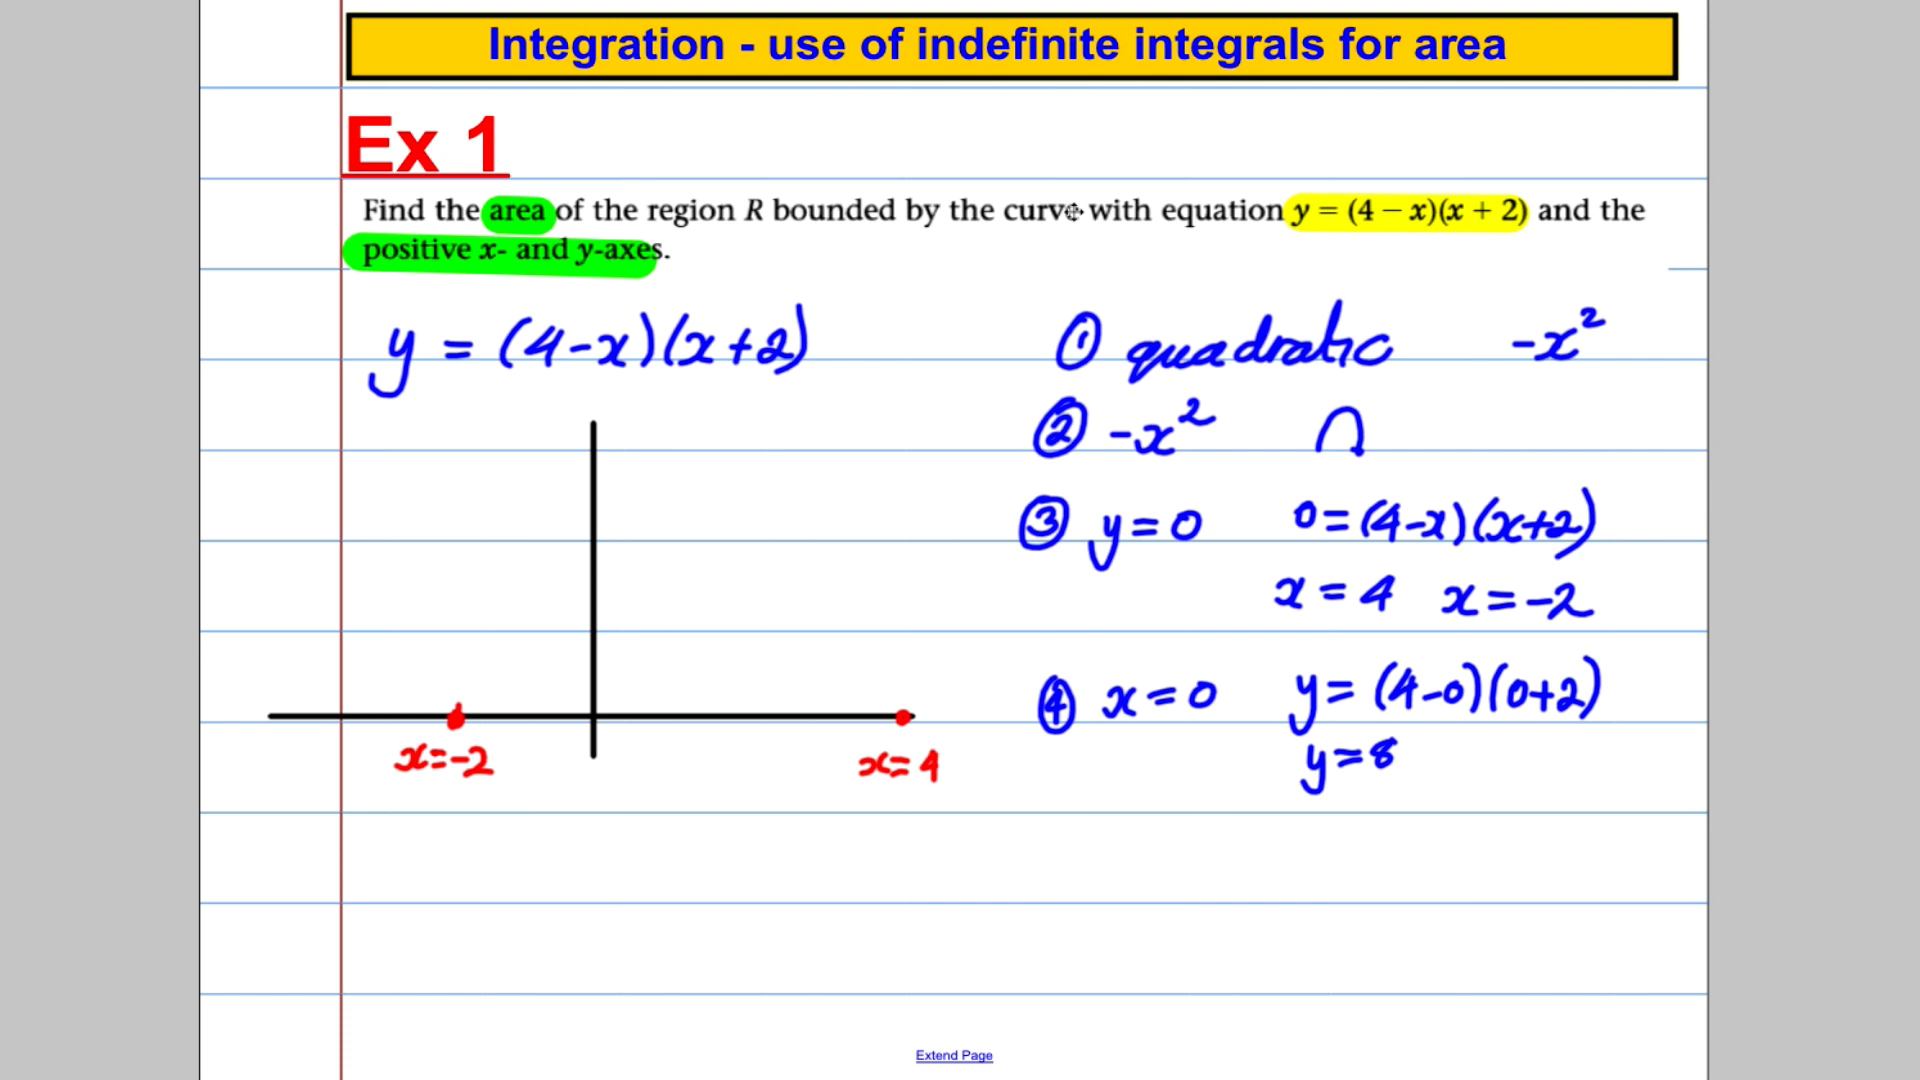 Integration - use of indefinite integrals for area
Ex 1
Find the area of the region R bounded by the curve with equation y = (4 − x)(x + 2) and the
positive x- and y-axes.
y = (4-x)(x+2)
① quadratic -x²
② -x² ∩
③ y=0 0=(4-x)(x+2)
x=4 x=-2
④ x=0 y=(4-0)(0+2)
y=8
x=-2
x=4
Extend Page